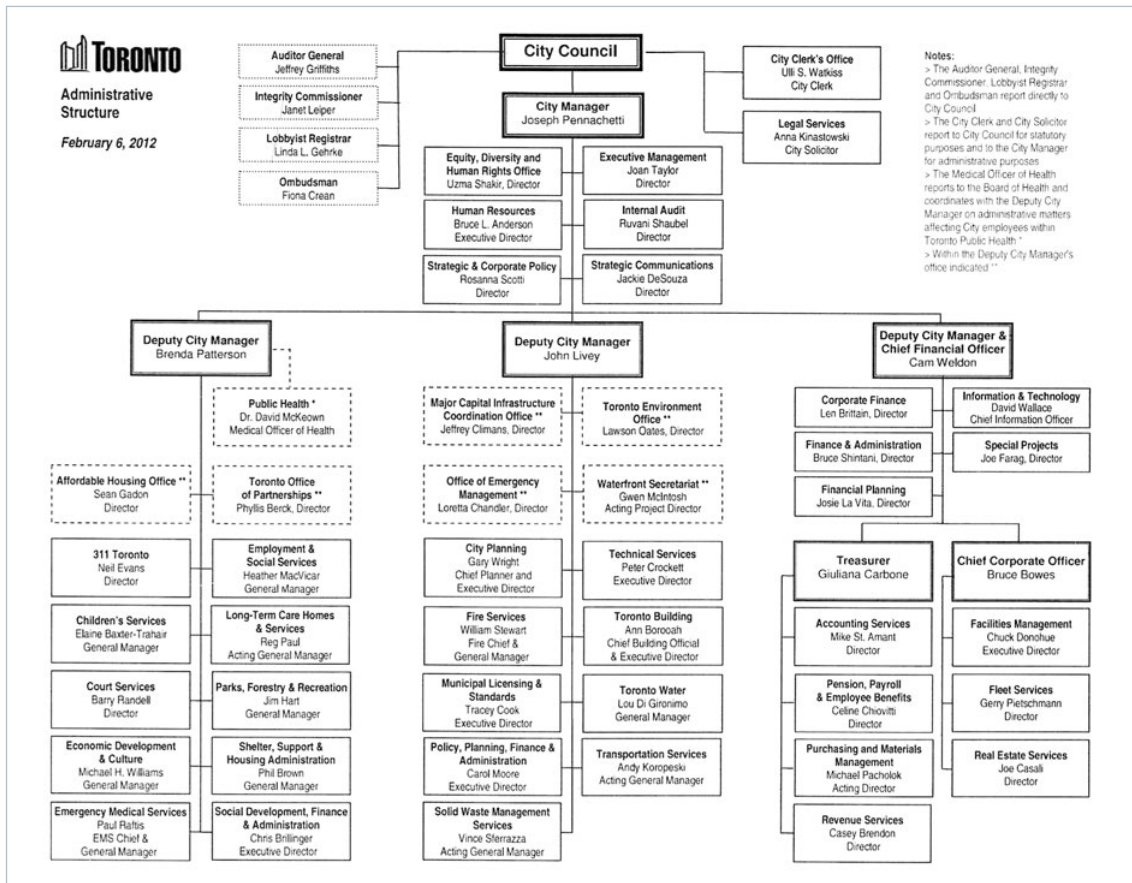 TORONTO
Administrative
Structure
February 6, 2012
City Council
City Manager
Joseph Pennachetti
Auditor General
Jeffrey Griffiths
Integrity Commissioner
Janet Leiper
Lobbyist Registrar
Linda L. Gehrke
Ombudsman
Fiona Crean
City Clerk's Office
Ulli S. Watkiss
City Clerk
Legal Services
Anna Kinastowski
City Solicitor
Notes:
> The Auditor General, Integrity
Commissioner, Lobbyist Registrar
and Ombudsman report directly to
City Council
> The City Clerk and City Solicitor
report to City Council for statutory
purposes and to the City Manager
for administrative purposes
> The Medical Officer of Health
reports to the Board of Health and
coordinates with the Deputy City
Manager on administrative matters
affecting City employees within
Toronto Public Health *
> Within the Deputy City Manager's
office indicated **
Equity, Diversity and
Human Rights Office
Uzma Shakir, Director
Executive Management
Joan Taylor
Director
Human Resources
Bruce L. Anderson
Executive Director
Internal Audit
Ruvani Shaubel
Director
Strategic & Corporate Policy
Rosanna Scotti
Director
Strategic Communications
Jackie DeSouza
Director
Deputy City Manager
Brenda Patterson
Public Health *
Dr. David McKeown
Medical Officer of Health
Affordable Housing Office **
Sean Gadon
Director
Toronto Office
of Partnerships **
Phyllis Berck, Director
311 Toronto
Neil Evans
Director
Employment &
Social Services
Heather MacVicar
General Manager
Children's Services
Elaine Baxter-Trahair
General Manager
Long-Term Care Homes
& Services
Reg Paul
Acting General Manager
Court Services
Barry Randell
Director
Parks, Forestry & Recreation
Jim Hart
General Manager
Economic Development
& Culture
Michael H. Williams
General Manager
Shelter, Support &
Housing Administration
Phil Brown
General Manager
Emergency Medical Services
Paul Raftis
EMS Chief &
General Manager
Social Development, Finance
& Administration
Chris Brillinger
Executive Director
Deputy City Manager
John Livey
Major Capital Infrastructure
Coordination Office **
Jeffrey Climans, Director
Toronto Environment
Office **
Lawson Oates, Director
Office of Emergency
Management **
Loretta Chandler, Director
Waterfront Secretariat **
Gwen McIntosh
Acting Project Director
City Planning
Gary Wright
Chief Planner and
Executive Director
Technical Services
Peter Crockett
Executive Director
Fire Services
William Stewart
Fire Chief &
General Manager
Toronto Building
Ann Borooah
Chief Building Official
& Executive Director
Municipal Licensing &
Standards
Tracey Cook
Executive Director
Toronto Water
Lou Di Gironimo
General Manager
Policy, Planning, Finance &
Administration
Carol Moore
Executive Director
Transportation Services
Andy Koropeski
Acting General Manager
Solid Waste Management
Services
Vince Sferrazza
Acting General Manager
Deputy City Manager &
Chief Financial Officer
Cam Weldon
Corporate Finance
Len Brittain, Director
Information & Technology
David Wallace
Chief Information Officer
Finance & Administration
Bruce Shintani, Director
Special Projects
Joe Farag, Director
Financial Planning
Josie La Vita, Director
Treasurer
Giuliana Carbone
Accounting Services
Mike St. Amant
Director
Pension, Payroll
& Employee Benefits
Celine Chiovitti
Director
Purchasing and Materials
Management
Michael Pacholok
Acting Director
Revenue Services
Casey Brendon
Director
Chief Corporate Officer
Bruce Bowes
Facilities Management
Chuck Donohue
Executive Director
Fleet Services
Gerry Pietschmann
Director
Real Estate Services
Joe Casali
Director